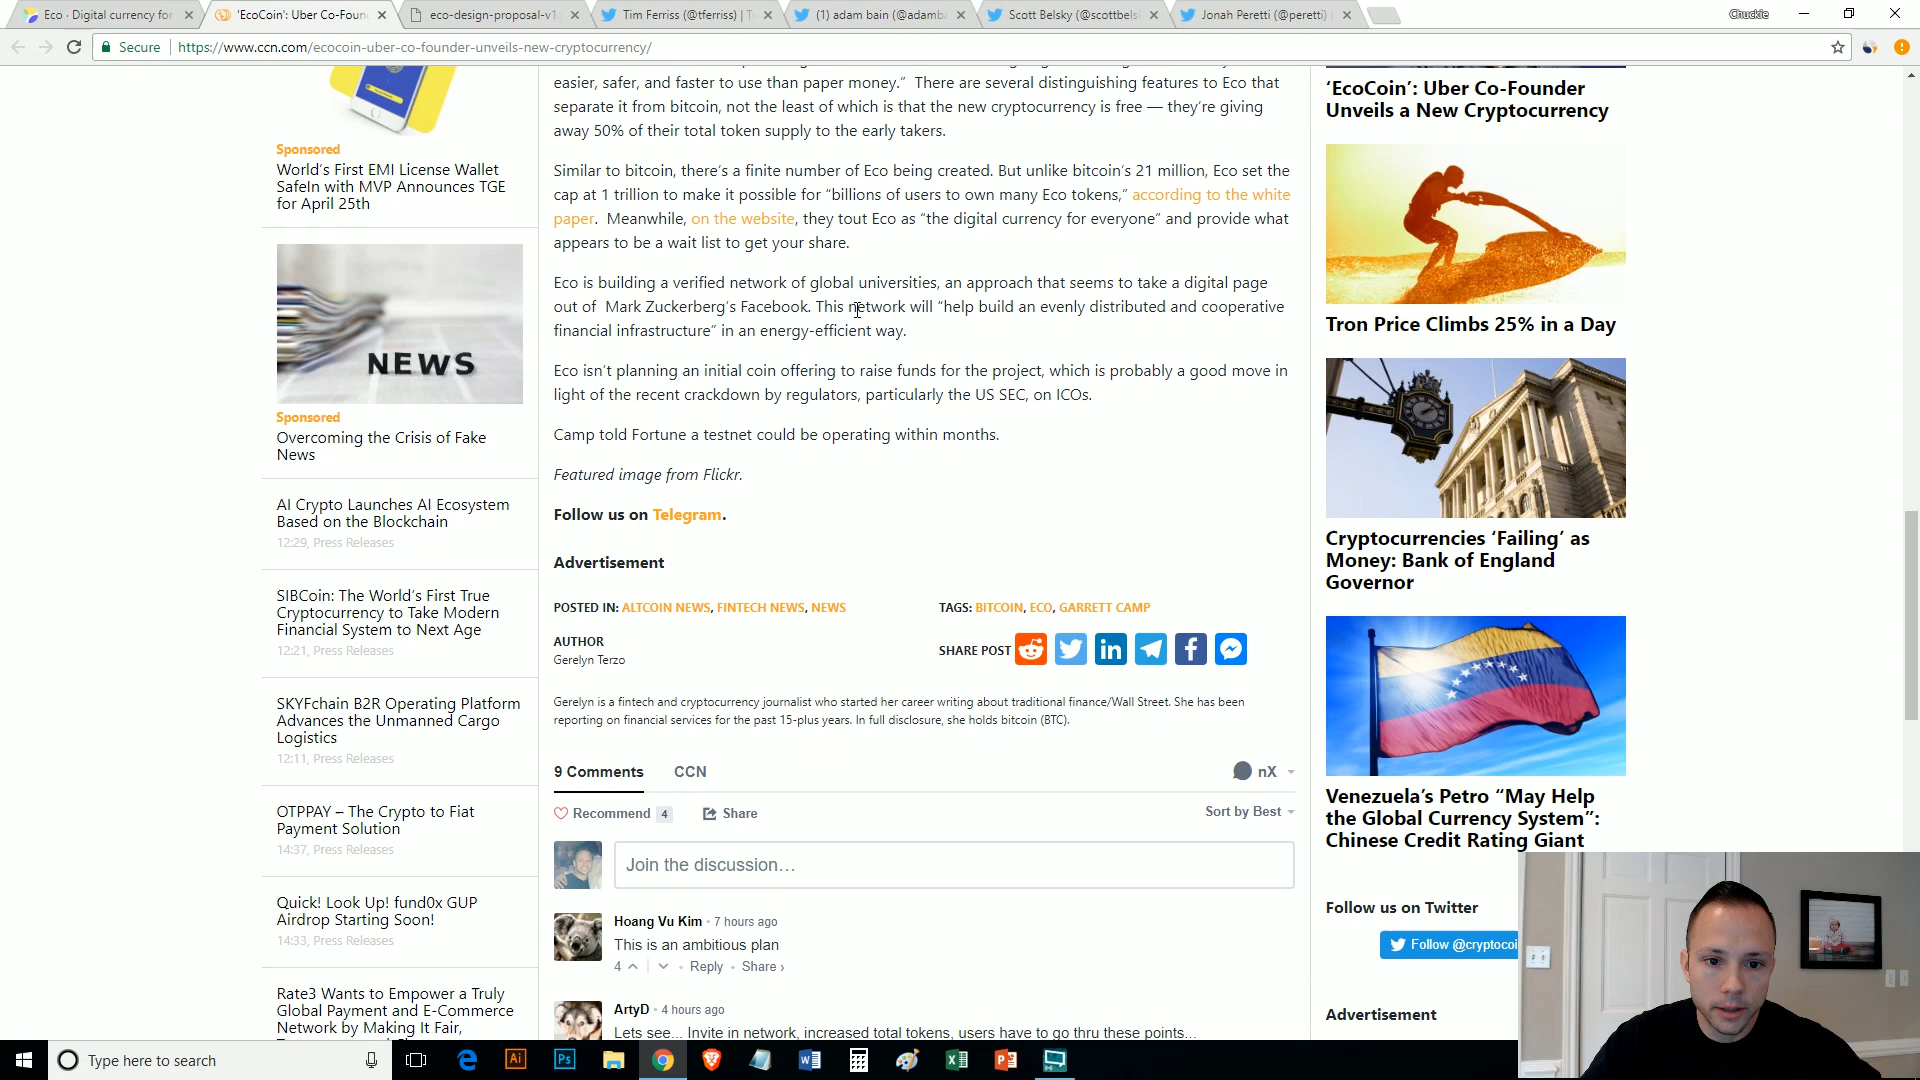 Eco · Digital currency for
'EcoCoin': Uber Co-Foun
eco-design-proposal-v1
Tim Ferriss (@tferriss) | T
(1) adam bain (@adamb
Scott Belsky (@scottbels
Jonah Peretti (@peretti)
Chuckie
Secure
https://www.ccn.com/ecocoin-uber-co-founder-unveils-new-cryptocurrency/
Sponsored
World's First EMI License Wallet
SafeIn with MVP Announces TGE
for April 25th
NEWS
Sponsored
Overcoming the Crisis of Fake
News
AI Crypto Launches AI Ecosystem
Based on the Blockchain
12:29, Press Releases
SIBCoin: The World's First True
Cryptocurrency to Take Modern
Financial System to Next Age
12:21, Press Releases
SKYFchain B2R Operating Platform
Advances the Unmanned Cargo
Logistics
12:11, Press Releases
OTPPAY – The Crypto to Fiat
Payment Solution
14:37, Press Releases
Quick! Look Up! fund0x GUP
Airdrop Starting Soon!
14:33, Press Releases
Rate3 Wants to Empower a Truly
Global Payment and E-Commerce
Network by Making It Fair,
easier, safer, and faster to use than paper money.” There are several distinguishing features to Eco that
separate it from bitcoin, not the least of which is that the new cryptocurrency is free — they're giving
away 50% of their total token supply to the early takers.
Similar to bitcoin, there's a finite number of Eco being created. But unlike bitcoin's 21 million, Eco set the
cap at 1 trillion to make it possible for “billions of users to own many Eco tokens,” according to the white
paper. Meanwhile, on the website, they tout Eco as “the digital currency for everyone” and provide what
appears to be a wait list to get your share.
Eco is building a verified network of global universities, an approach that seems to take a digital page
out of Mark Zuckerberg's Facebook. This network will “help build an evenly distributed and cooperative
financial infrastructure” in an energy-efficient way.
Eco isn't planning an initial coin offering to raise funds for the project, which is probably a good move in
light of the recent crackdown by regulators, particularly the US SEC, on ICOs.
Camp told Fortune a testnet could be operating within months.
Featured image from Flickr.
Follow us on Telegram.
Advertisement
POSTED IN: ALTCOIN NEWS, FINTECH NEWS, NEWS
TAGS: BITCOIN, ECO, GARRETT CAMP
AUTHOR
Gerelyn Terzo
SHARE POST
Gerelyn is a fintech and cryptocurrency journalist who started her career writing about traditional finance/Wall Street. She has been
reporting on financial services for the past 15-plus years. In full disclosure, she holds bitcoin (BTC).
9 Comments CCN
nX
Recommend 4
Share
Sort by Best
Join the discussion…
Hoang Vu Kim • 7 hours ago
This is an ambitious plan
4 • Reply • Share ›
ArtyD • 4 hours ago
Lets see... Invite in network, increased total tokens, users have to go thru these points...
‘EcoCoin’: Uber Co-Founder
Unveils a New Cryptocurrency
Tron Price Climbs 25% in a Day
Cryptocurrencies ‘Failing’ as
Money: Bank of England
Governor
Venezuela's Petro “May Help
the Global Currency System”:
Chinese Credit Rating Giant
Follow us on Twitter
Follow @cryptocoi
Advertisement
Type here to search